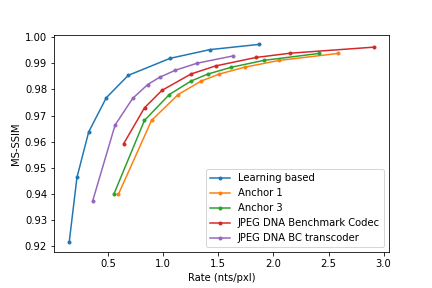 1.00
0.99
0.98
0.97
0.96
0.95
0.94
0.93
0.92
MS-SSIM
Learning based
Anchor 1
Anchor 3
JPEG DNA Benchmark Codec
JPEG DNA BC transcoder
0.5 1.0 1.5 2.0 2.5 3.0
Rate (nts/pxl)